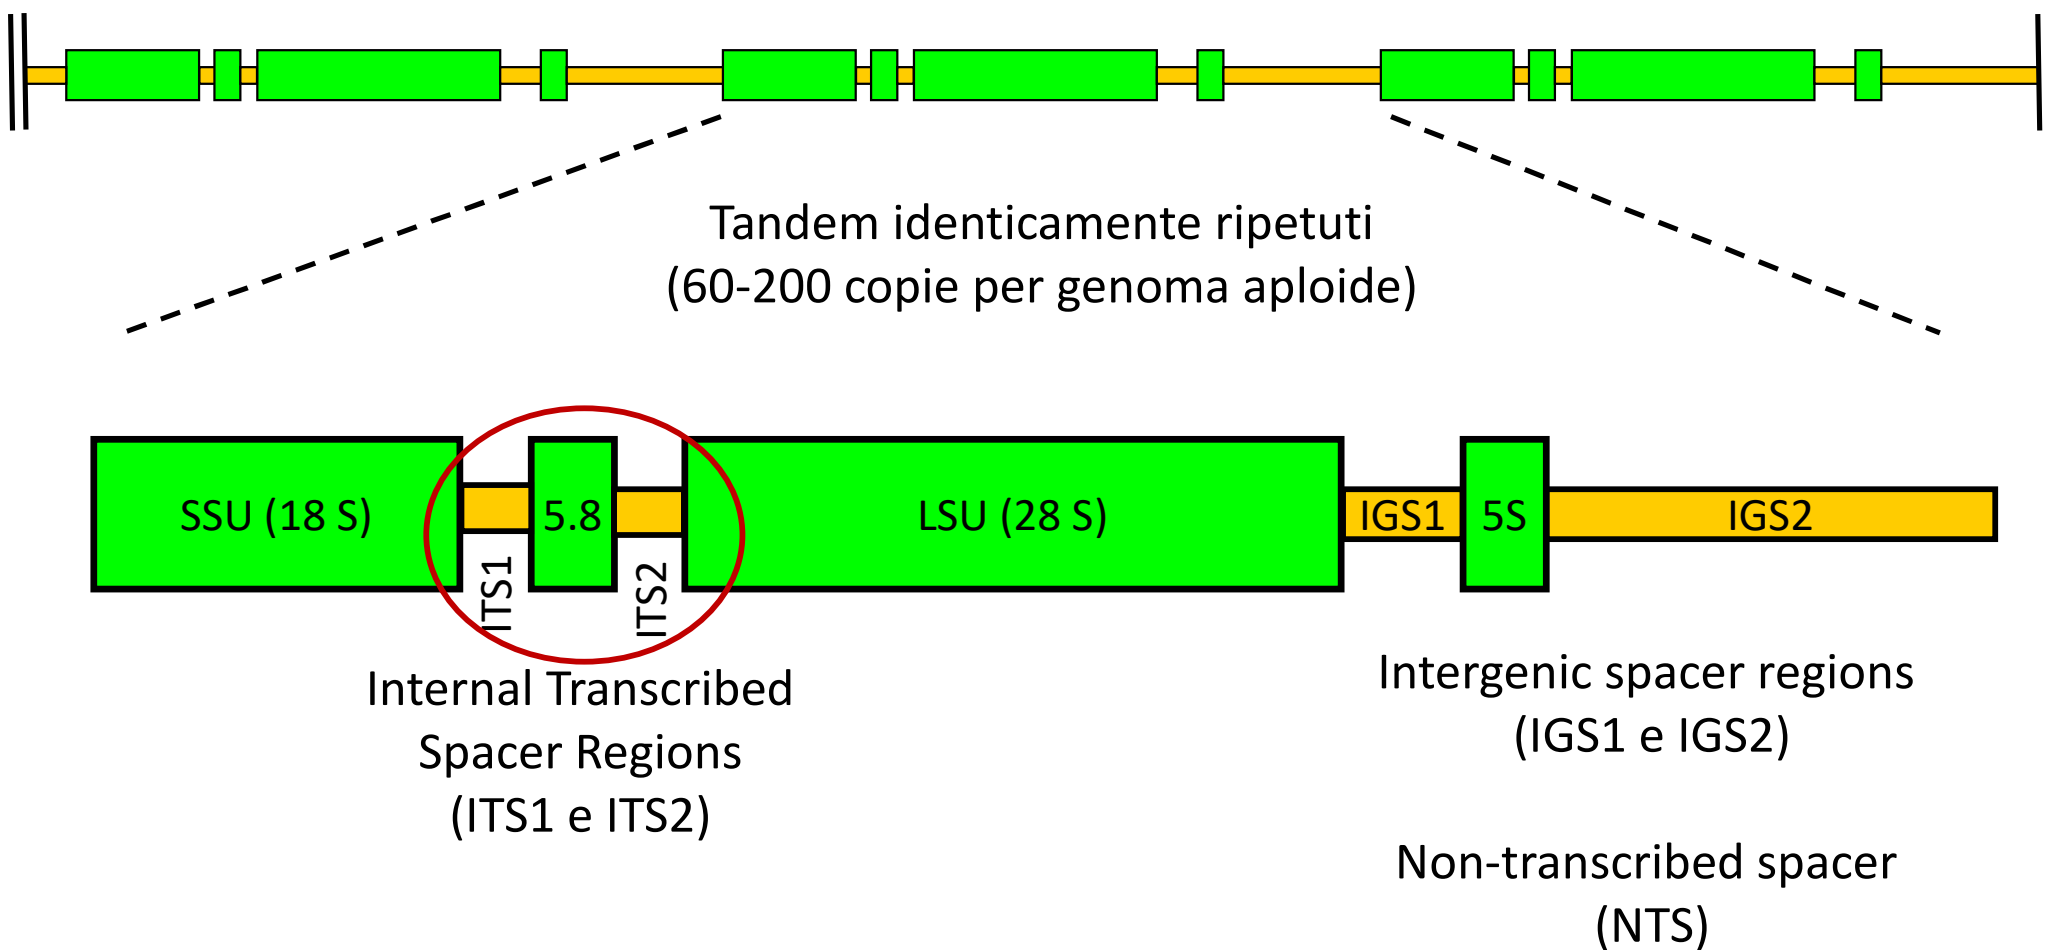 Tandem identicamente ripetuti
(60-200 copie per genoma aploide)
SSU (18 S)
ITS1
5.8
ITS2
LSU (28 S)
IGS1
5S
IGS2
Internal Transcribed
Spacer Regions
(ITS1 e ITS2)
Intergenic spacer regions
(IGS1 e IGS2)
Non-transcribed spacer
(NTS)